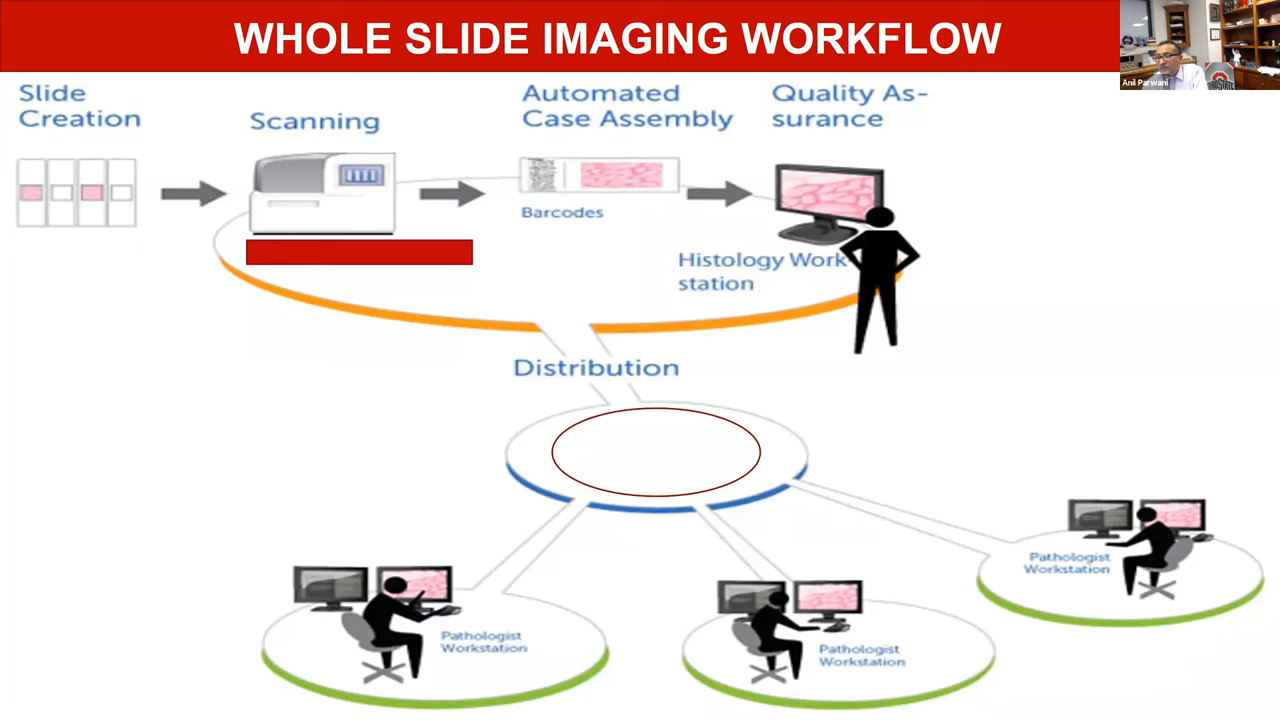 WHOLE SLIDE IMAGING WORKFLOW
Anil Parwani
Slide
Creation
Scanning
Automated
Case Assembly
Quality As-
surance
Barcodes
Histology Work
station
Distribution
Pathologist
Workstation
Pathologist
Workstation
Pathologist
Workstation